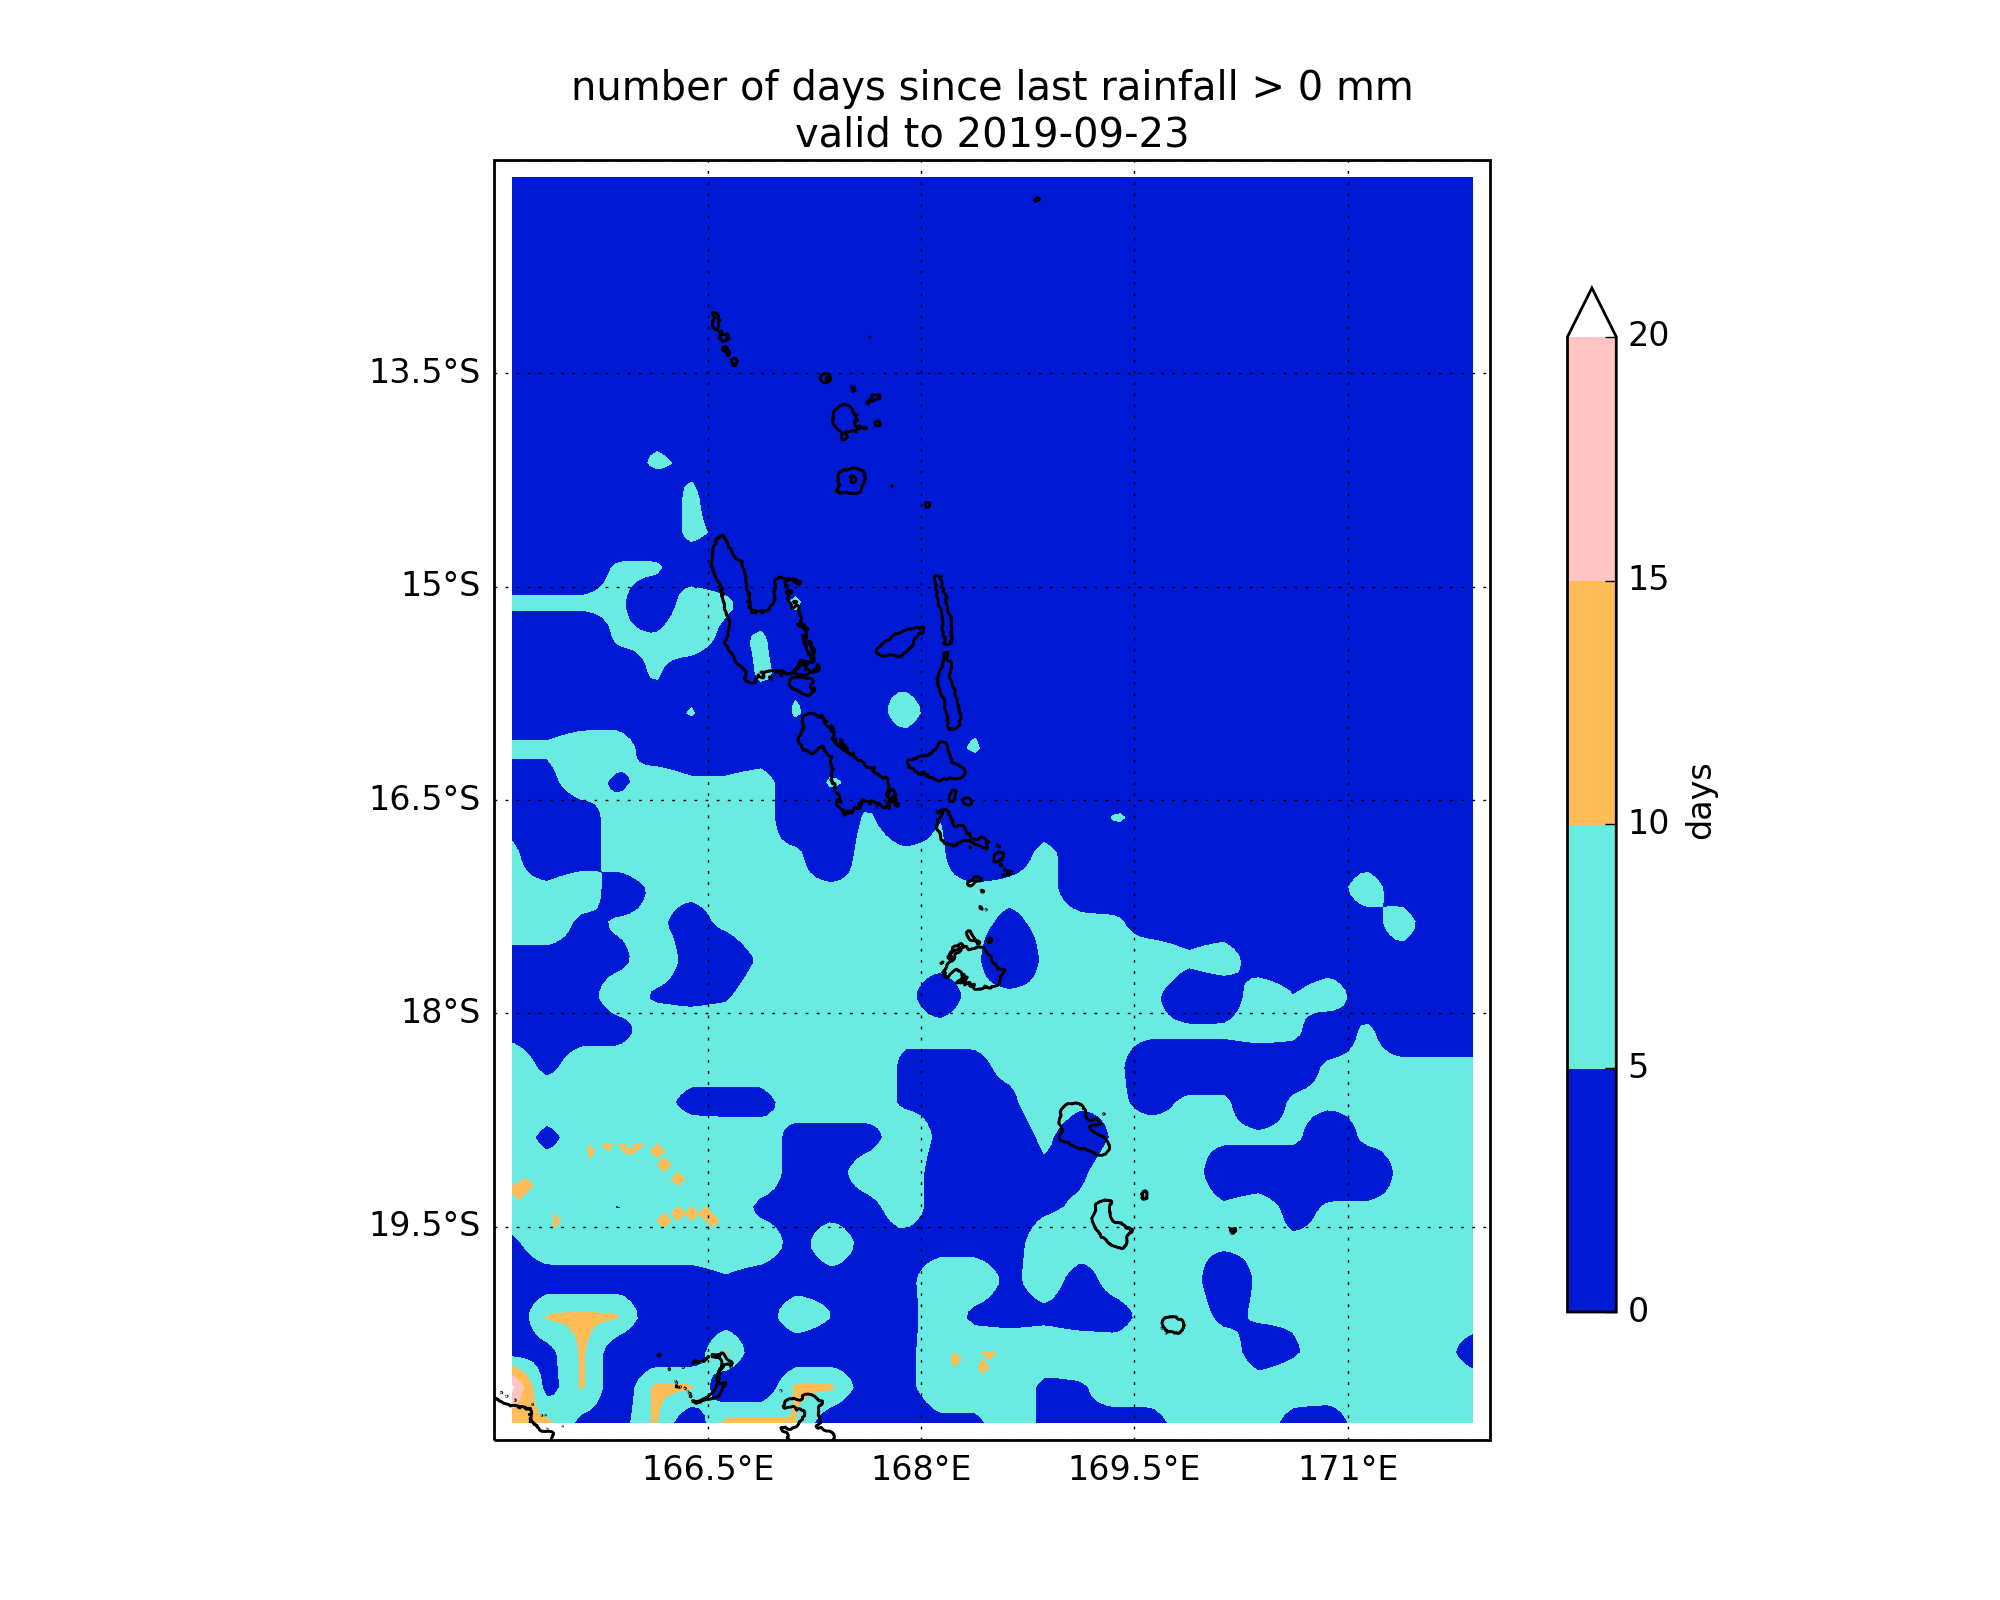 number of days since last rainfall > 0 mm
valid to 2019-09-23
13.5°S
15°S
16.5°S
18°S
19.5°S
166.5°E
168°E
169.5°E
171°E
20
15
10
5
0
days